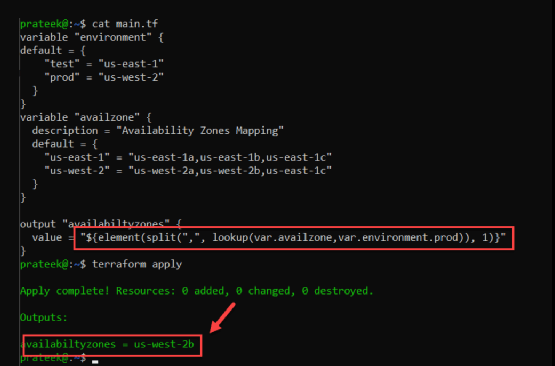 prateek@:~$ cat main.tf
variable "environment" {
default = {
    "test" = "us-east-1"
    "prod" = "us-west-2"
  }
}
variable "availzone" {
  description = "Availability Zones Mapping"
  default = {
    "us-east-1" = "us-east-1a,us-east-1b,us-east-1c"
    "us-west-2" = "us-west-2a,us-west-2b,us-east-1c"
  }
}
output "availabiltyzones" {
  value = "${element(split(",", lookup(var.availzone,var.environment.prod)), 1)}"
}
prateek@:~$ terraform apply
Apply complete! Resources: 0 added, 0 changed, 0 destroyed.
Outputs:
availabiltyzones = us-west-2b
prateek@:~$